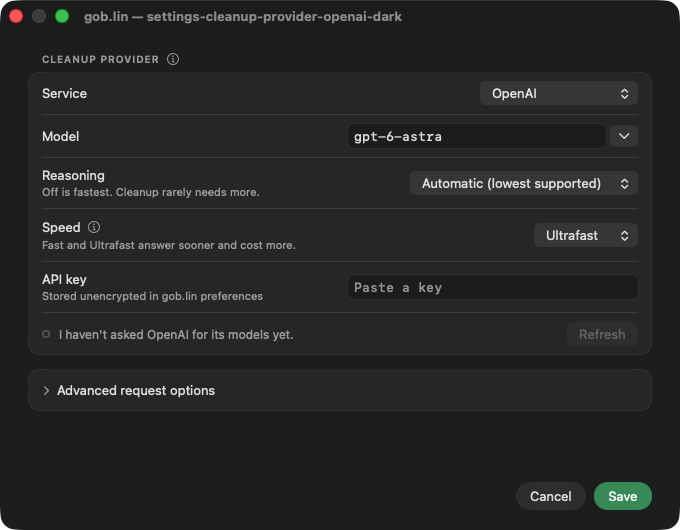 gob.lin — settings-cleanup-provider-openai-dark
CLEANUP PROVIDER
Service
OpenAI
Model
gpt-6-astra
Reasoning
Off is fastest. Cleanup rarely needs more.
Automatic (lowest supported)
Speed
Fast and Ultrafast answer sooner and cost more.
Ultrafast
API key
Stored unencrypted in gob.lin preferences
Paste a key
I haven't asked OpenAI for its models yet.
Refresh
Advanced request options
Cancel
Save